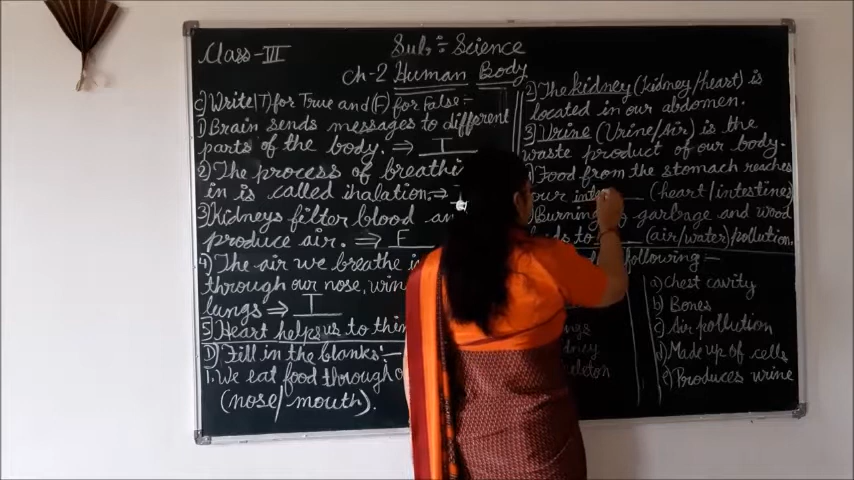 Class - III
Sub:- Science
Ch-2 Human Body
C) Write (T) for True and (F) for False:-
1) Brain sends messages to different
parts of the body. ⇒ T
2) The process of breathi
in is called ihalation. ⇒
3) Kidneys filter blood an
produce air. ⇒ F
4) The air we breath i
through our nose, win
lungs ⇒ T
5) Heart helps us to thin
D) Fill in the blanks:-
1. We eat food through o
(nose/mouth)
2) The kidney (kidney/heart) is
located in our abdomen.
3) Urine (Urine/Air) is the
waste product of our body.
Food from the stomach reaches
our inte (heart/intestine)
Burning garbage and wood
leads to (air/water) pollution.
following:-
a) Chest cavity
b) Bones
c) Air pollution
d) Made up of cells
e) Produces urine